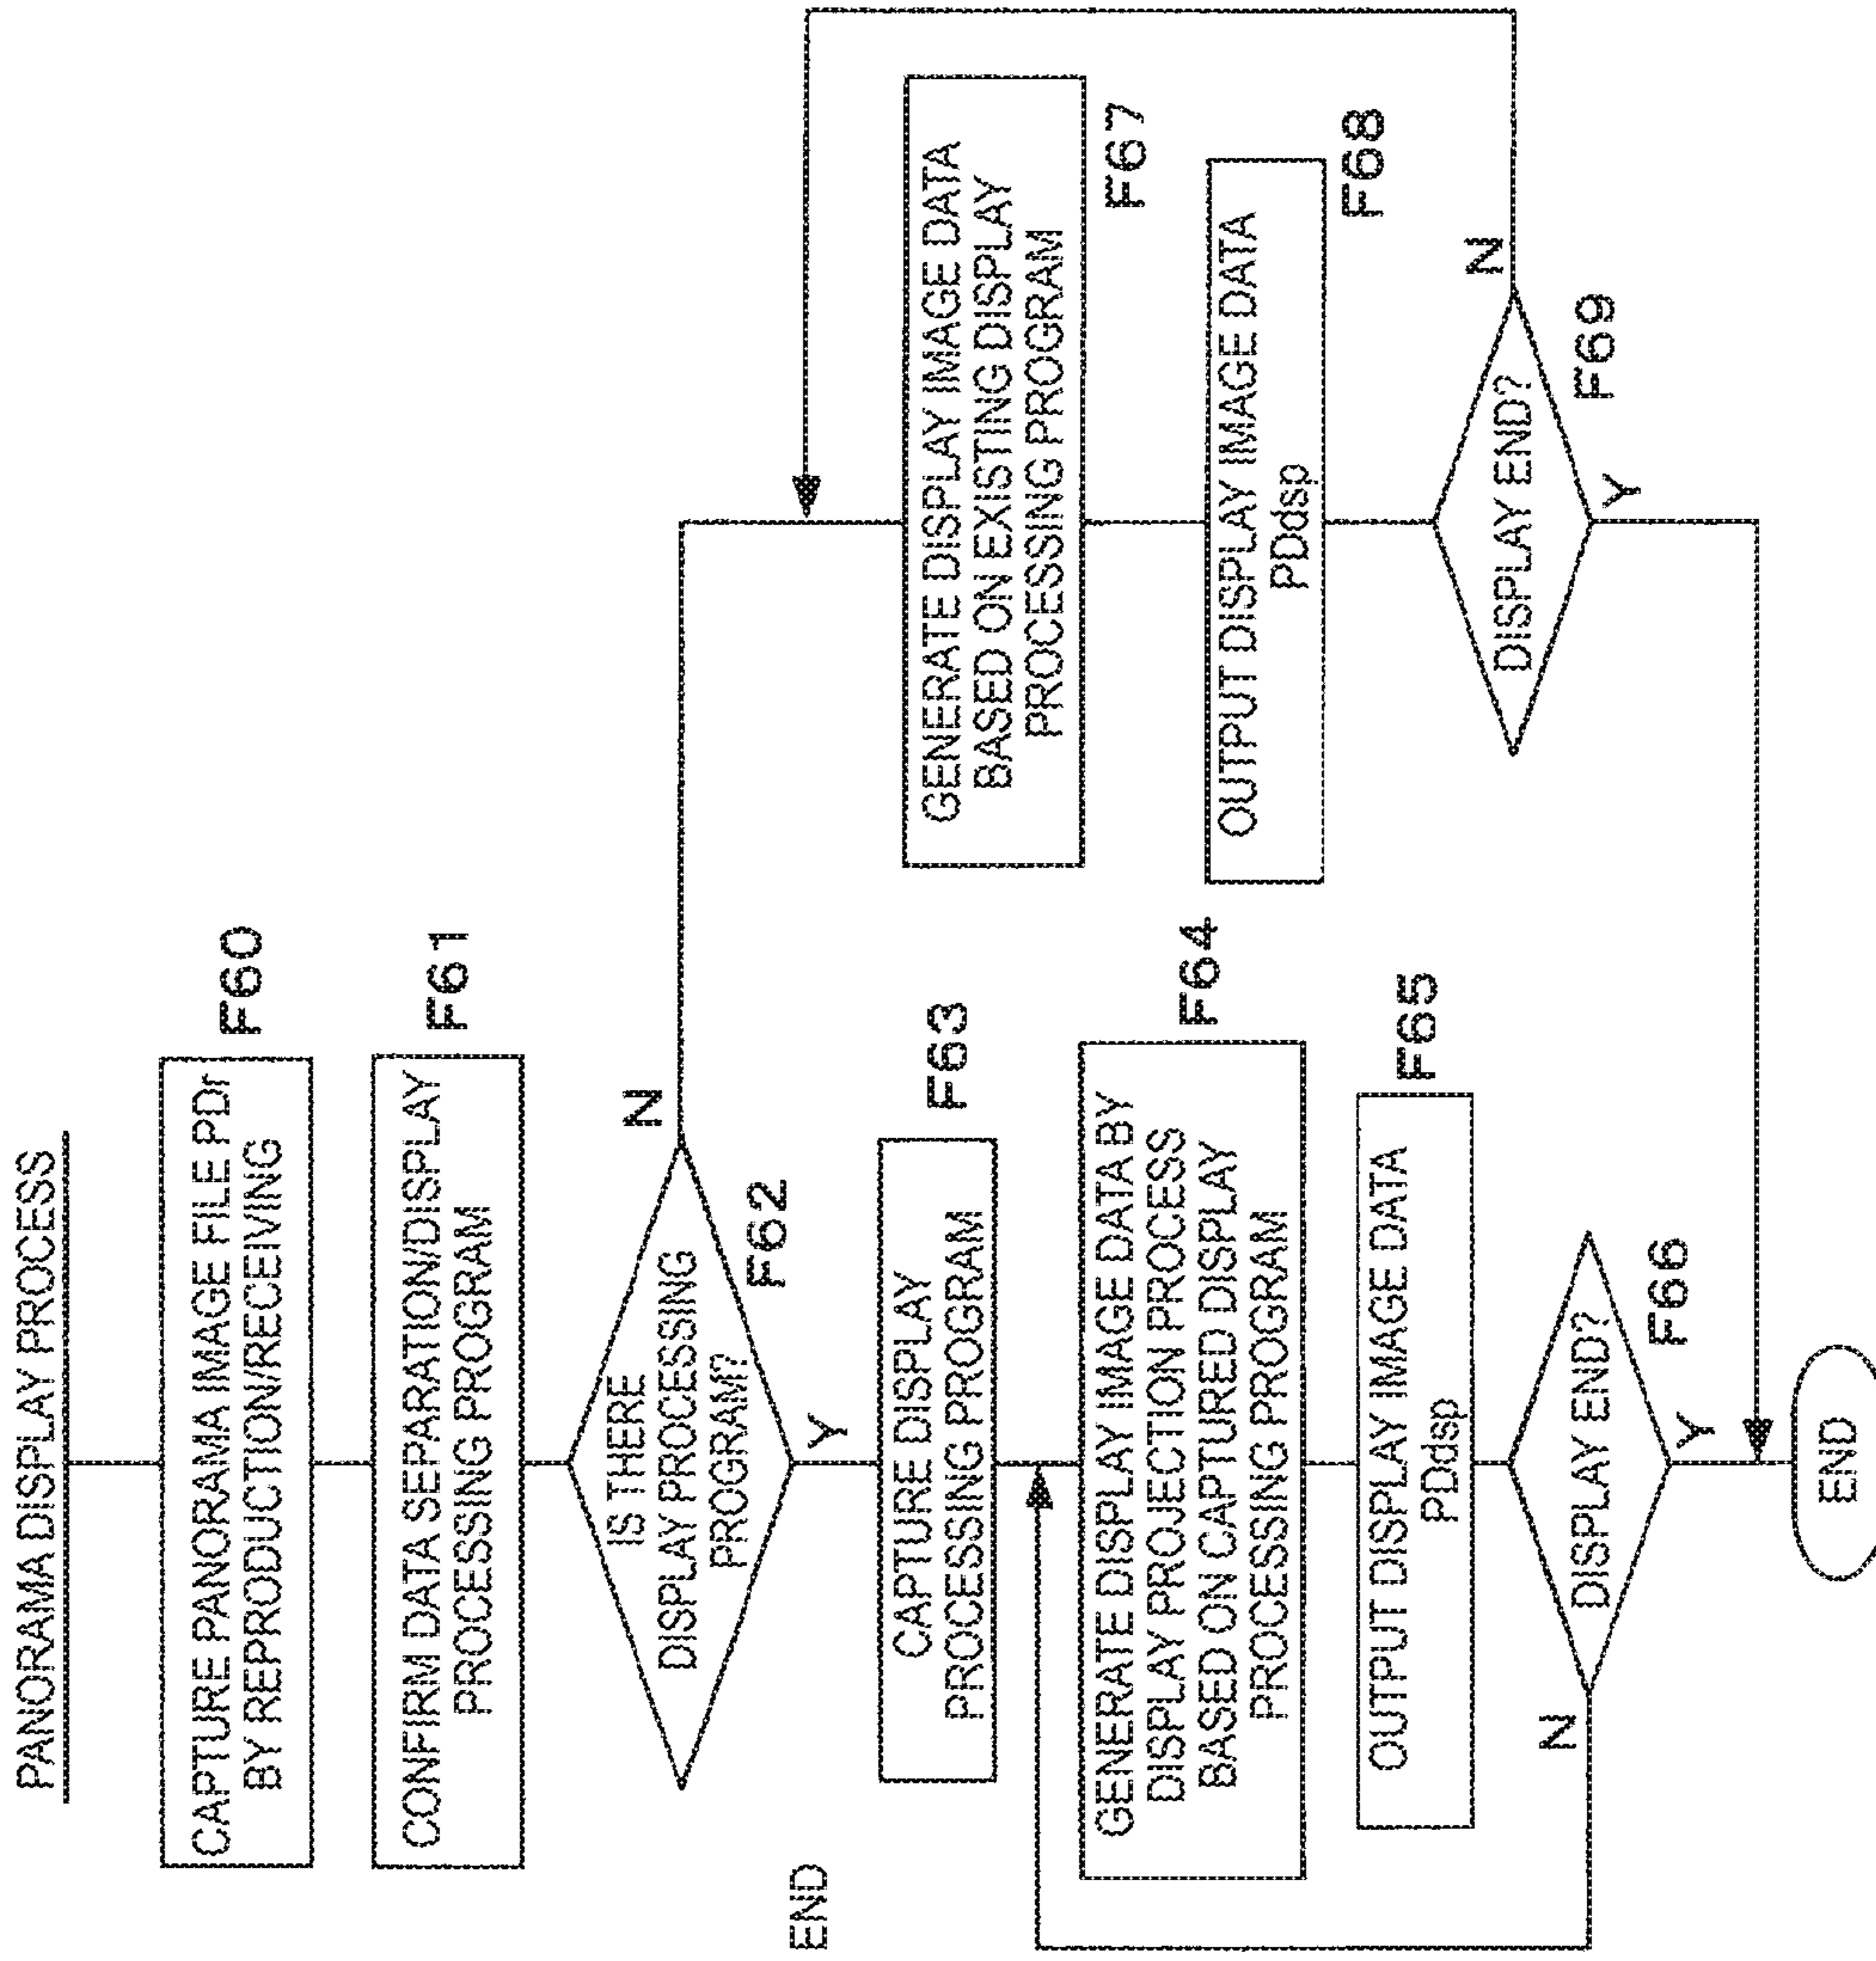 PANORAMA DISPLAY PROCESS
CAPTURE PANORAMA IMAGE FILE PDr
BY REPRODUCTION/RECEIVING
F60
CONFIRM DATA SEPARATION/DISPLAY
PROCESSING PROGRAM
F61
IS THERE
DISPLAY PROCESSING
PROGRAM?
F62
N
Y
END
CAPTURE DISPLAY
PROCESSING PROGRAM
F63
GENERATE DISPLAY IMAGE DATA BY
DISPLAY PROJECTION PROCESS
BASED ON CAPTURED DISPLAY
PROCESSING PROGRAM
F64
OUTPUT DISPLAY IMAGE DATA
PDdsp
F65
DISPLAY END?
F66
N
Y
GENERATE DISPLAY IMAGE DATA
BASED ON EXISTING DISPLAY
PROCESSING PROGRAM
F67
OUTPUT DISPLAY IMAGE DATA
PDdsp
F68
DISPLAY END?
F69
N
Y
END